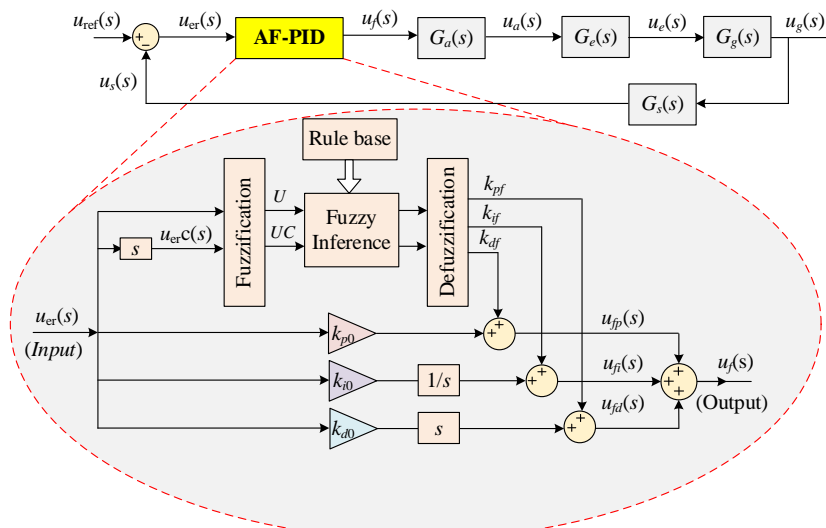 u_ref(s)
u_er(s)
AF-PID
u_f(s)
G_a(s)
u_a(s)
G_e(s)
u_e(s)
G_g(s)
u_g(s)
−
u_s(s)
G_s(s)
Rule base
Fuzzification
U
UC
Fuzzy
Inference
Defuzzification
k_pf
k_if
k_df
s
u_er c(s)
u_er(s)
(Input)
k_p0
+
+
u_fp(s)
k_i0
1/s
+
+
u_fi(s)
+
+
+
u_f(s)
(Output)
k_d0
s
+
+
u_fd(s)